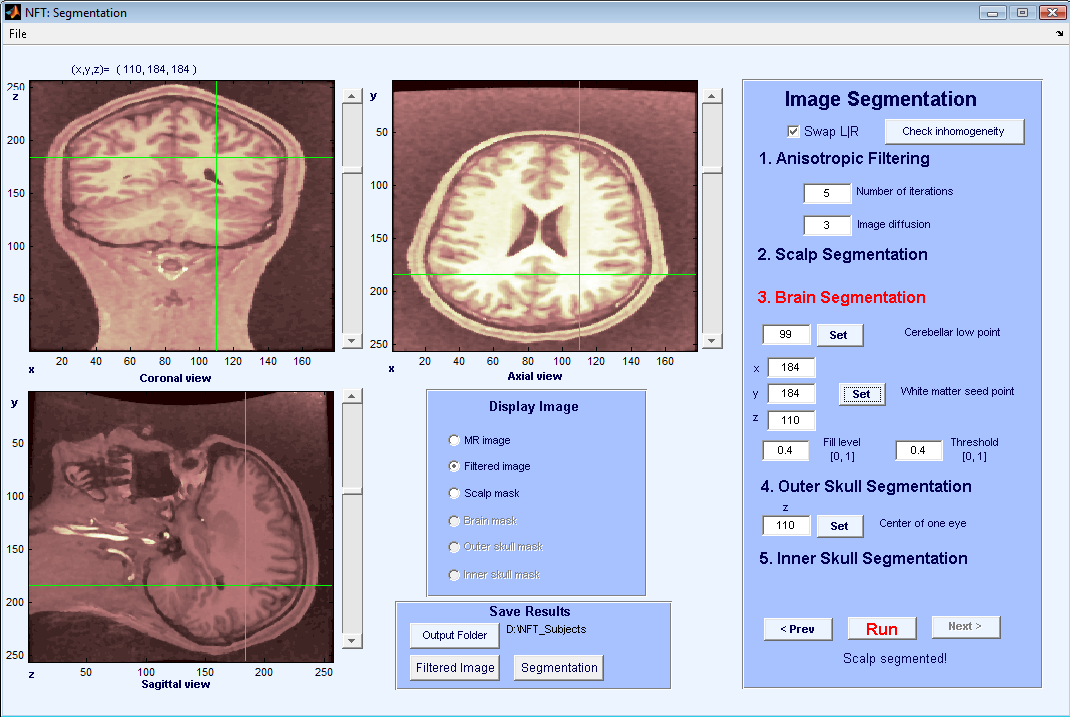 NFT: Segmentation
File
(x,y,z)= ( 110, 184, 184 )
250
z
200
150
100
50
20 40 60 80 100 120 140 160
x
Coronal view
y
50
100
150
200
250
20 40 60 80 100 120 140 160
x
Axial view
y
50
100
150
200
250
50 100 150 200 250
z
Sagittal view
Display Image
MR image
Filtered image
Scalp mask
Brain mask
Outer skull mask
Inner skull mask
Save Results
Output Folder D:\NFT_Subjects
Filtered Image Segmentation
Image Segmentation
Swap L|R Check inhomogeneity
1. Anisotropic Filtering
5 Number of iterations
3 Image diffusion
2. Scalp Segmentation
3. Brain Segmentation
99 Set Cerebellar low point
x 184
y 184 Set White matter seed point
z 110
0.4 Fill level [0, 1] 0.4 Threshold [0, 1]
4. Outer Skull Segmentation
z
110 Set Center of one eye
5. Inner Skull Segmentation
< Prev Run Next >
Scalp segmented!